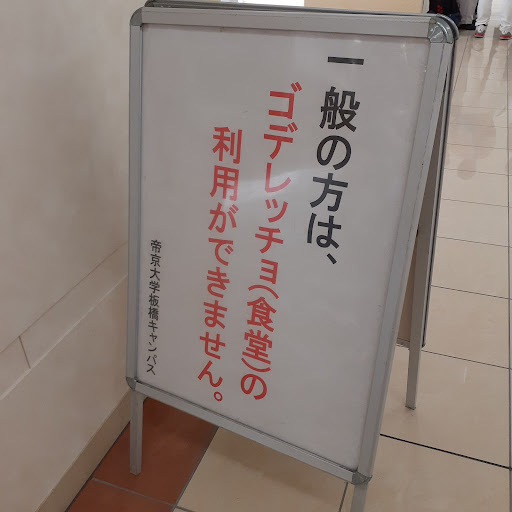 一般の方は、
ゴデレッチョ(食堂)の
利用ができません。
帝京大学板橋キャンパス